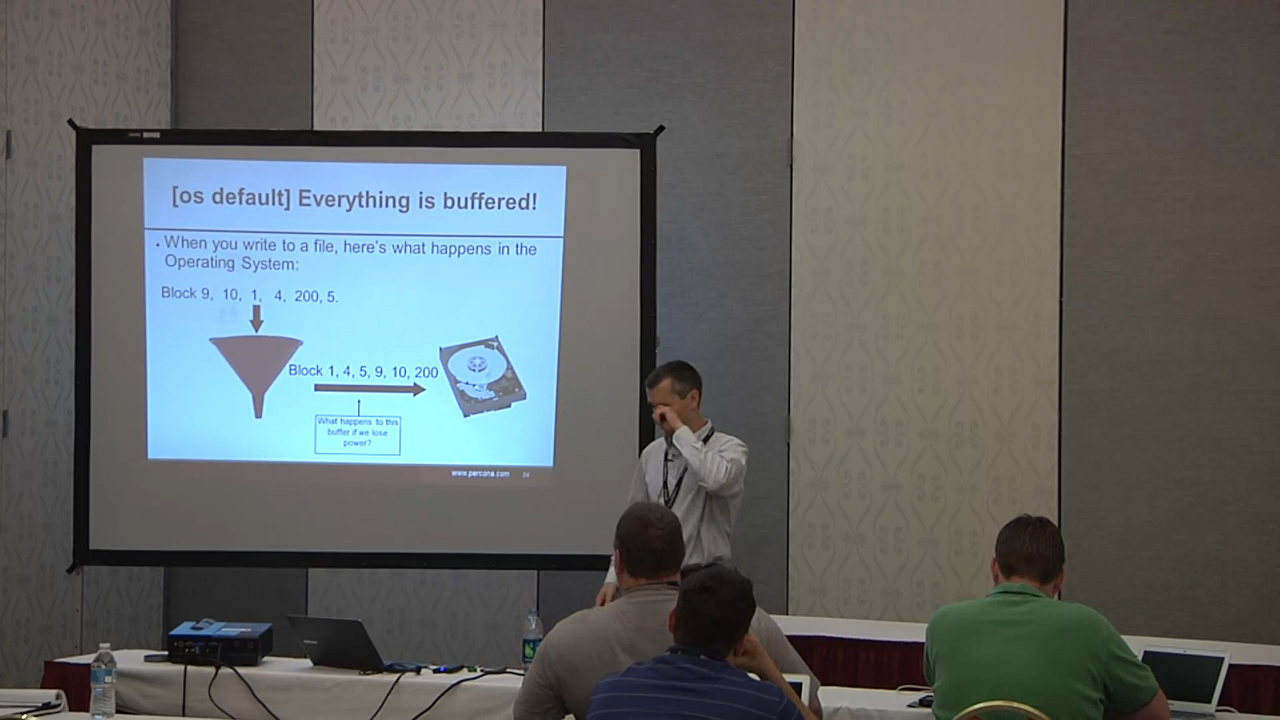 [os default] Everything is buffered!
• When you write to a file, here's what happens in the
Operating System:
Block 9, 10, 1, 4, 200, 5.
Block 1, 4, 5, 9, 10, 200
What happens to this
buffer if we lose
power?
www.percona.com 24